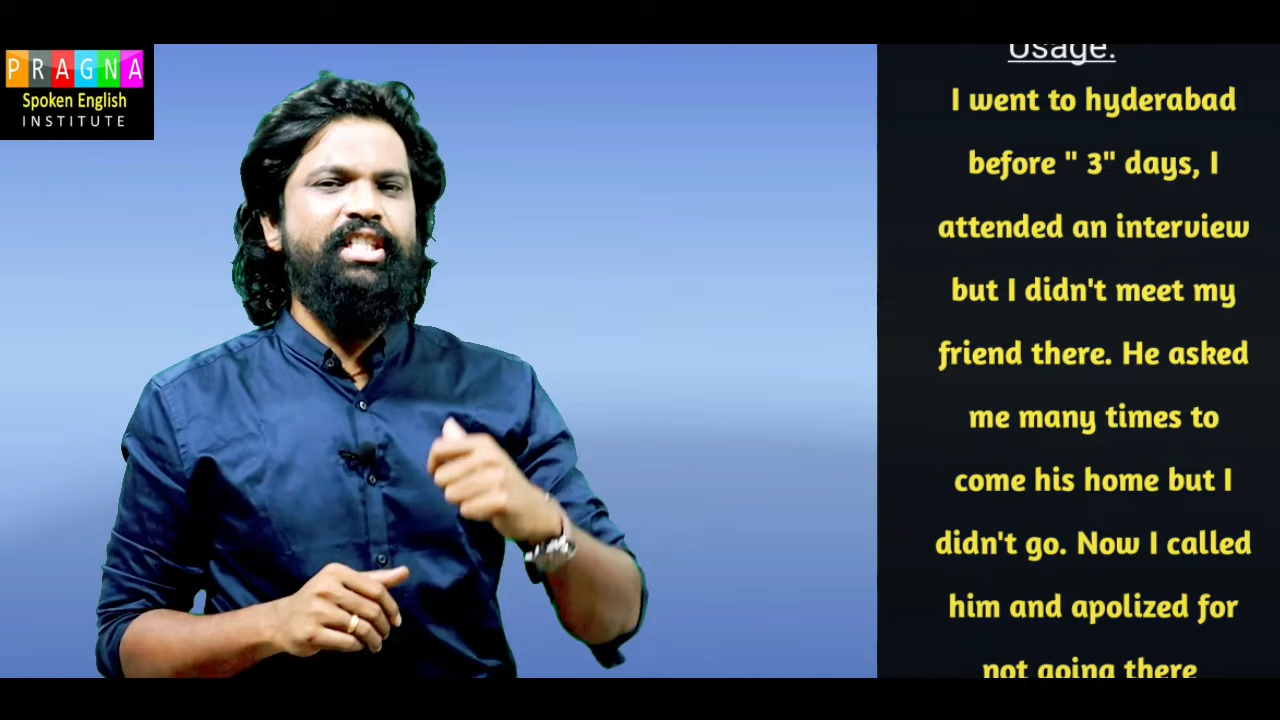 PRAGNA
Spoken English
INSTITUTE
Usage:
I went to hyderabad
before " 3" days, I
attended an interview
but I didn't meet my
friend there. He asked
me many times to
come his home but I
didn't go. Now I called
him and apolized for
not going there